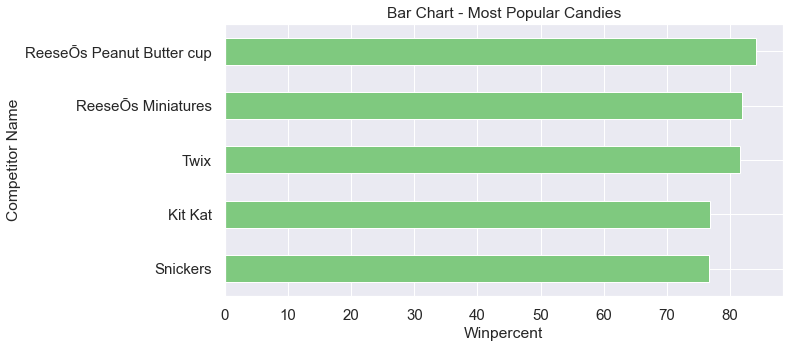 Bar Chart - Most Popular Candies
Competitor Name
ReeseÕs Peanut Butter cup
ReeseÕs Miniatures
Twix
Kit Kat
Snickers
0 10 20 30 40 50 60 70 80
Winpercent